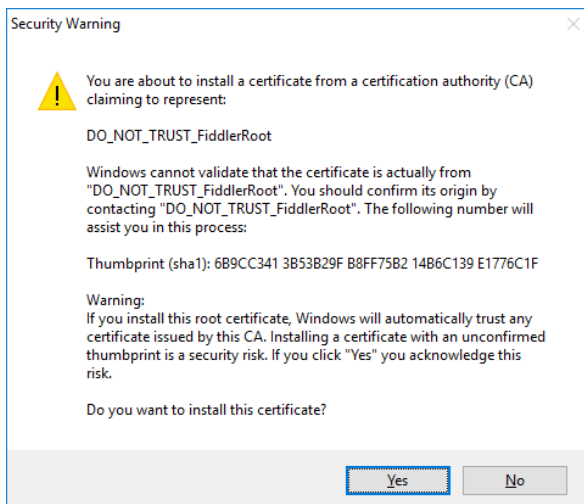 Security Warning
You are about to install a certificate from a certification authority (CA)
claiming to represent:
DO_NOT_TRUST_FiddlerRoot
Windows cannot validate that the certificate is actually from
"DO_NOT_TRUST_FiddlerRoot". You should confirm its origin by
contacting "DO_NOT_TRUST_FiddlerRoot". The following number will
assist you in this process:
Thumbprint (sha1): 6B9CC341 3B53B29F B8FF75B2 14B6C139 E1776C1F
Warning:
If you install this root certificate, Windows will automatically trust any
certificate issued by this CA. Installing a certificate with an unconfirmed
thumbprint is a security risk. If you click "Yes" you acknowledge this
risk.
Do you want to install this certificate?
Yes
No